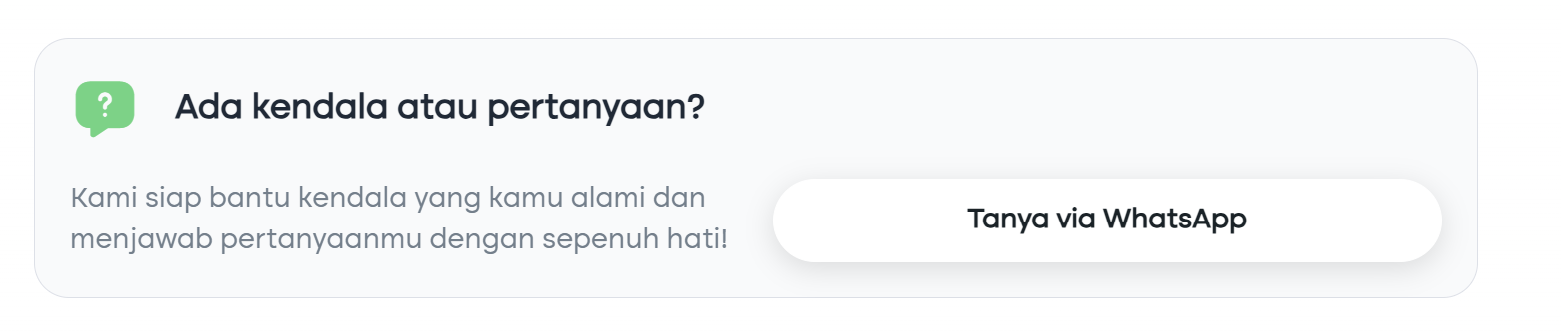 Ada kendala atau pertanyaan?
Kami siap bantu kendala yang kamu alami dan
menjawab pertanyaanmu dengan sepenuh hati!
Tanya via WhatsApp